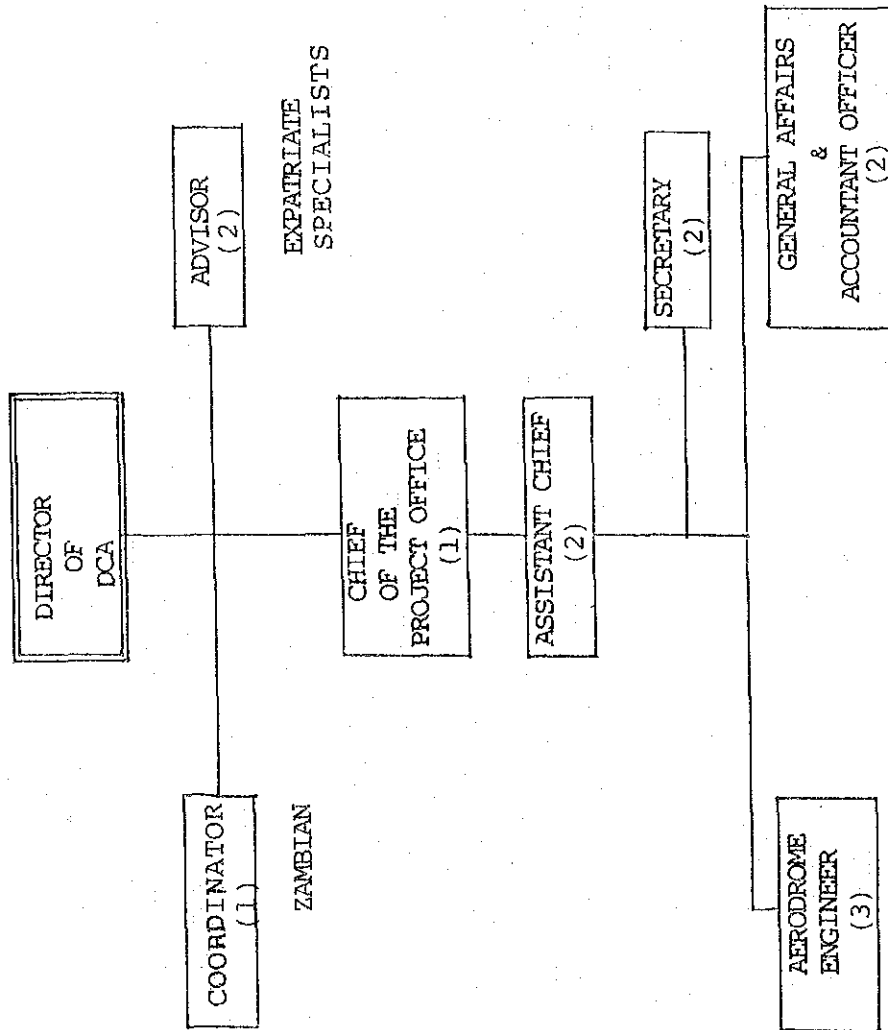 DIRECTOR
OF
DCA
COORDINATOR
(1)
ZAMBIAN
ADVISOR
(2)
EXPATRIATE
SPECIALISTS
CHIEF
OF THE
PROJECT OFFICE
(1)
ASSISTANT CHIEF
(2)
SECRETARY
(2)
AERODROME
ENGINEER
(3)
GENERAL AFFAIRS
&
ACCOUNTANT OFFICER
(2)